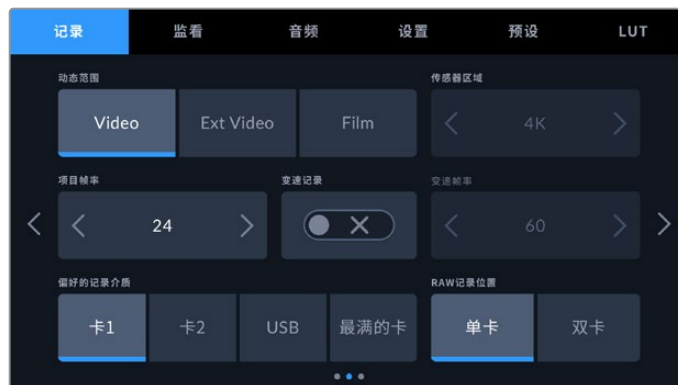 记录 监看 音频 设置 预设 LUT
动态范围 传感器区域
Video Ext Video Film 4K
项目帧率 变速记录 变速帧率
24 60
偏好的记录介质 RAW记录位置
卡1 卡2 USB 最满的卡 单卡 双卡